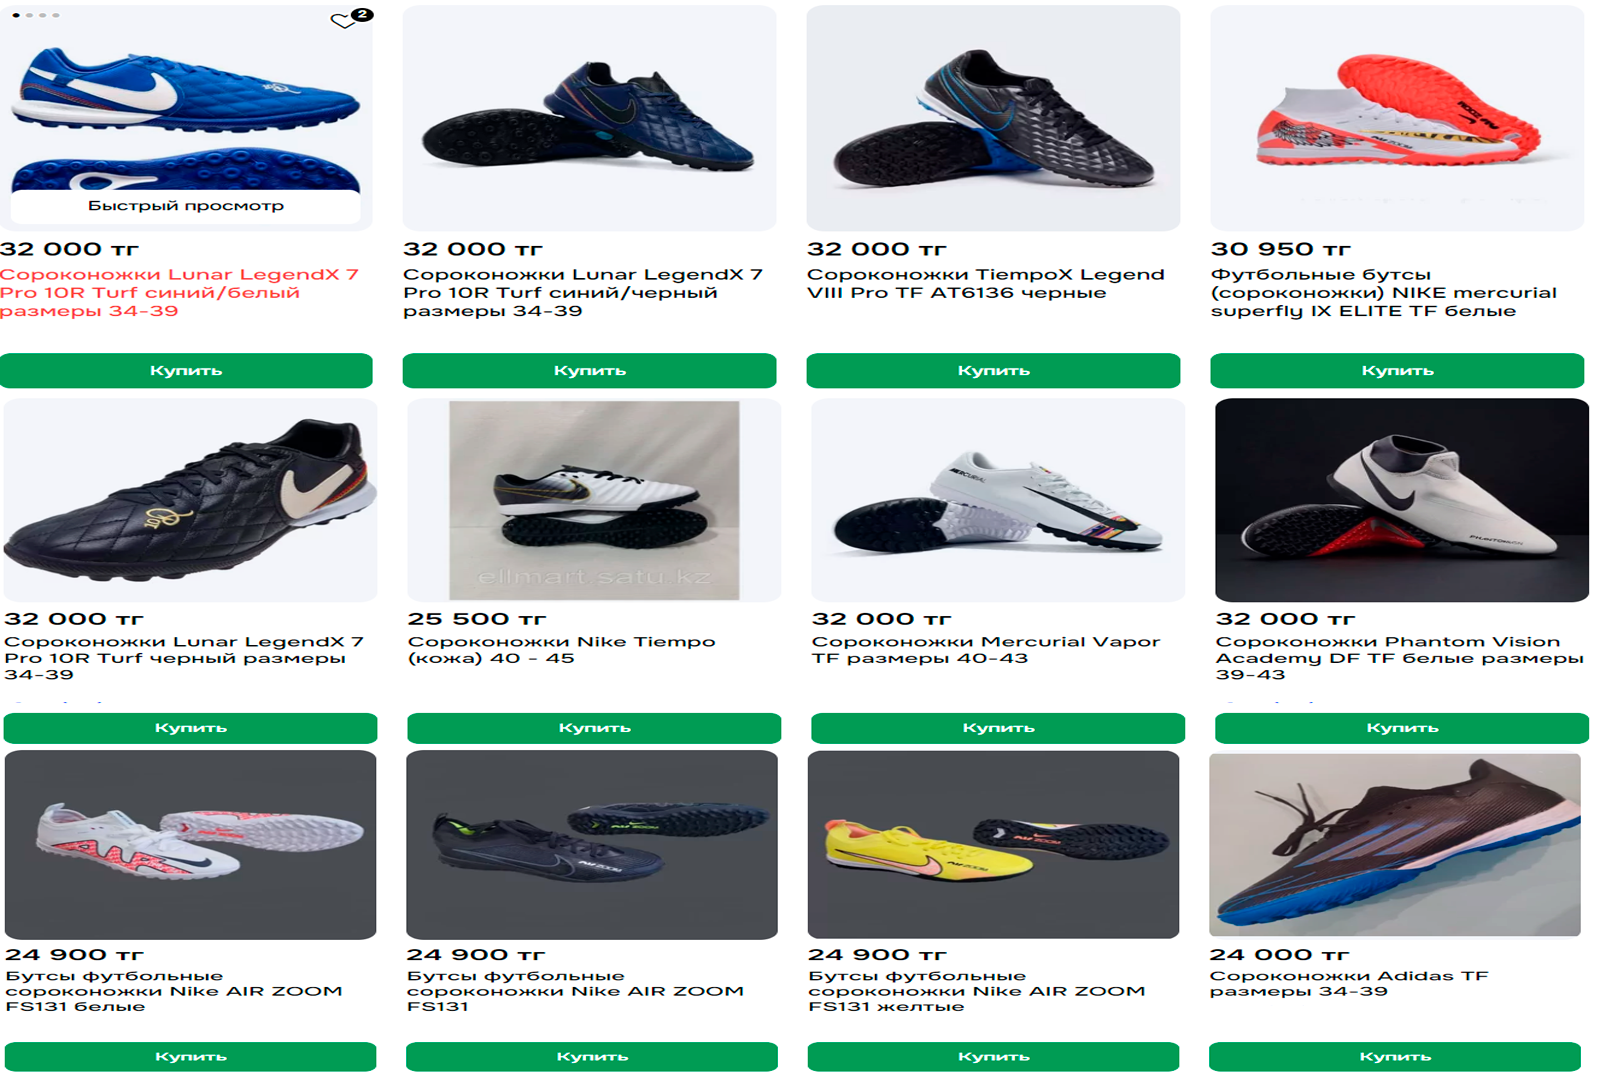 2
Быстрый просмотр
32 000 тг
Сороконожки Lunar LegendX 7
Pro 10R Turf синий/белый
размеры 34-39
Купить
32 000 тг
Сороконожки Lunar LegendX 7
Pro 10R Turf синий/черный
размеры 34-39
Купить
32 000 тг
Сороконожки TiempoX Legend
VIII Pro TF AT6136 черные
Купить
30 950 тг
Футбольные бутсы
(сороконожки) NIKE mercurial
superfly IX ELITE TF белые
Купить
10R
32 000 тг
Сороконожки Lunar LegendX 7
Pro 10R Turf черный размеры
34-39
Купить
ellmart.satu.kz
25 500 тг
Сороконожки Nike Tiempo
(кожа) 40 - 45
Купить
MERCURIAL
32 000 тг
Сороконожки Mercurial Vapor
TF размеры 40-43
Купить
32 000 тг
Сороконожки Phantom Vision
Academy DF TF белые размеры
39-43
Купить
24 900 тг
Бутсы футбольные
сороконожки Nike AIR ZOOM
FS131 белые
Купить
AIR ZOOM
24 900 тг
Бутсы футбольные
сороконожки Nike AIR ZOOM
FS131
Купить
AIR ZOOM
24 900 тг
Бутсы футбольные
сороконожки Nike AIR ZOOM
FS131 желтые
Купить
24 000 тг
Сороконожки Adidas TF
размеры 34-39
Купить